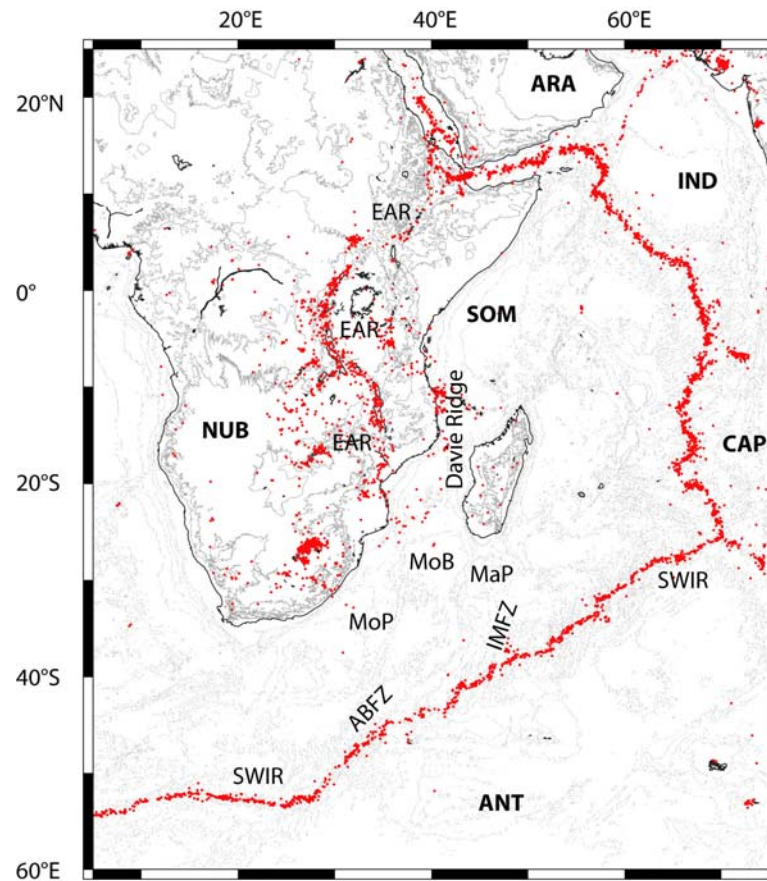 20°E 40°E 60°E
20°N
ARA
IND
EAR
0°
SOM
EAR
Davie Ridge
NUB
EAR
CAP
20°S
MoB
MaP
SWIR
MoP
IMFZ
40°S
ABFZ
SWIR
ANT
60°E